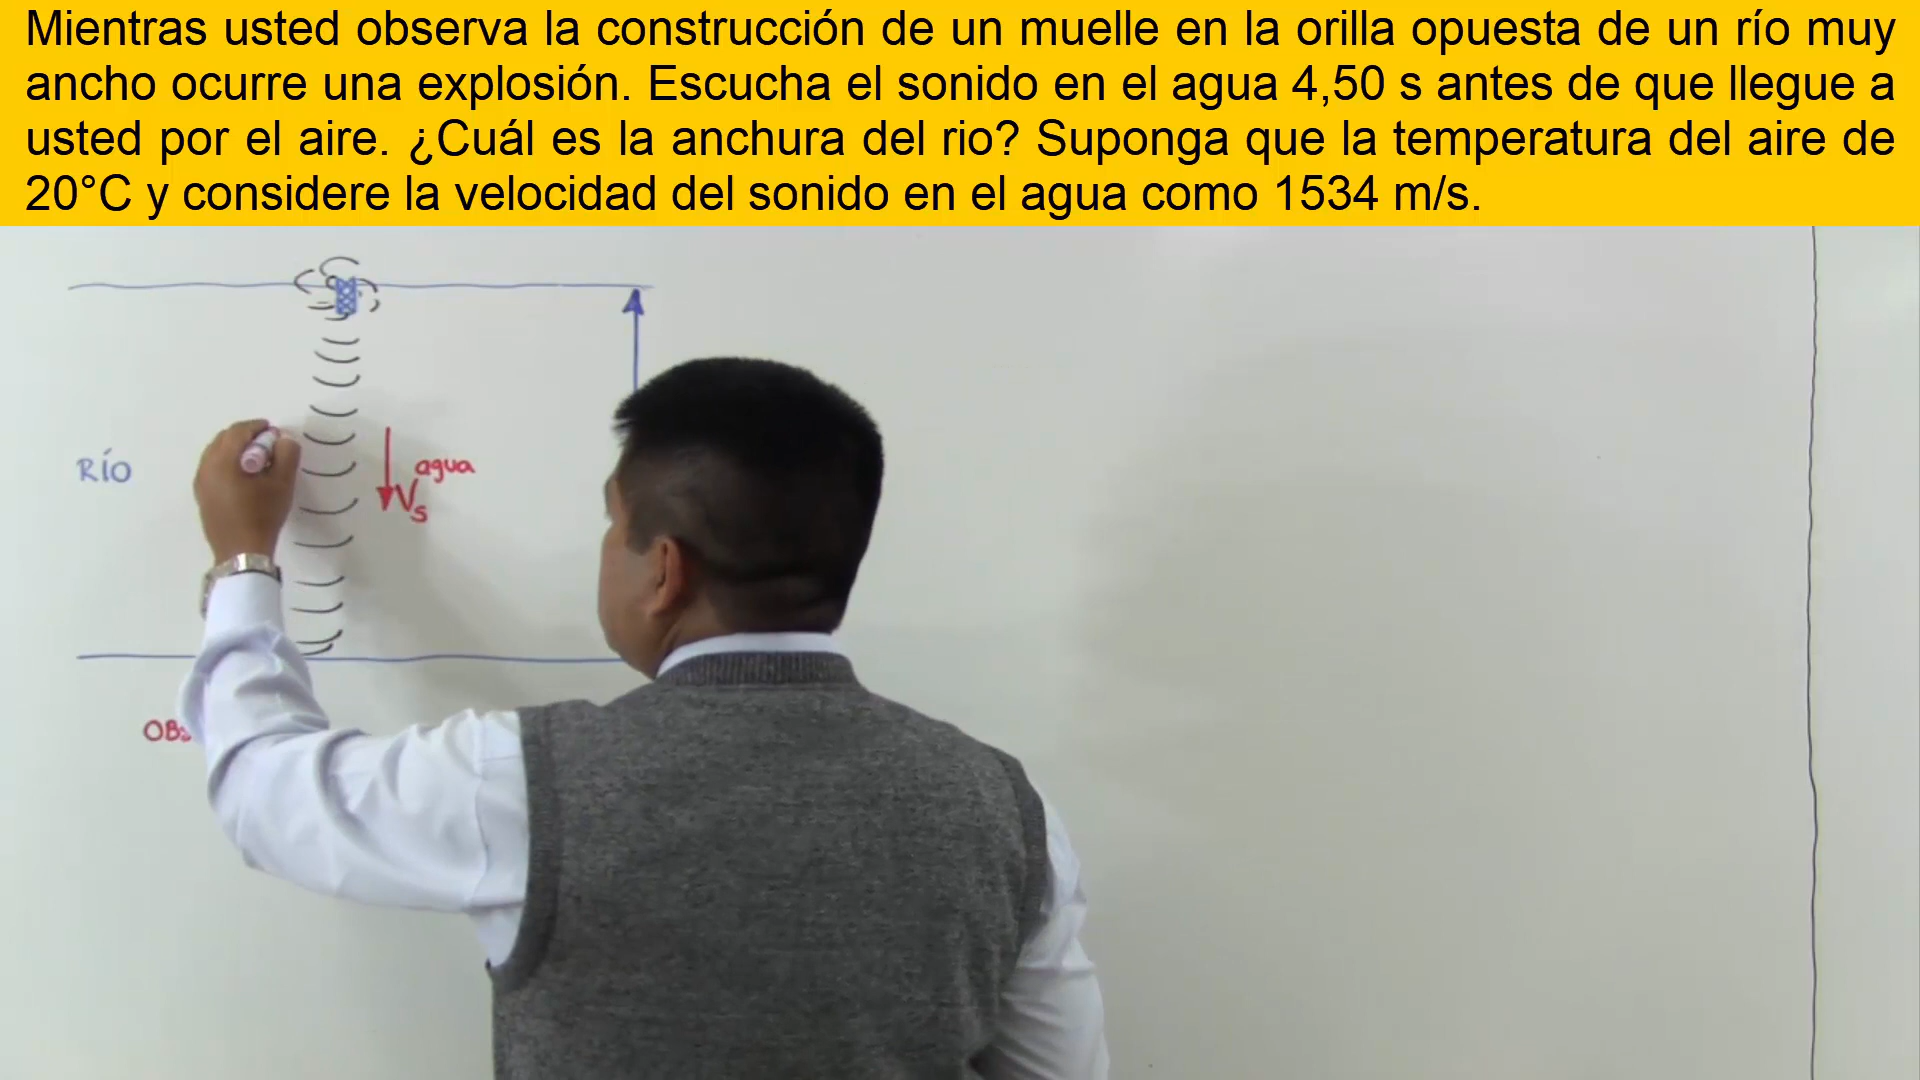 Mientras usted observa la construcción de un muelle en la orilla opuesta de un río muy
ancho ocurre una explosión. Escucha el sonido en el agua 4,50 s antes de que llegue a
usted por el aire. ¿Cuál es la anchura del rio? Suponga que la temperatura del aire de
20°C y considere la velocidad del sonido en el agua como 1534 m/s.
RÍO
agua
Vs